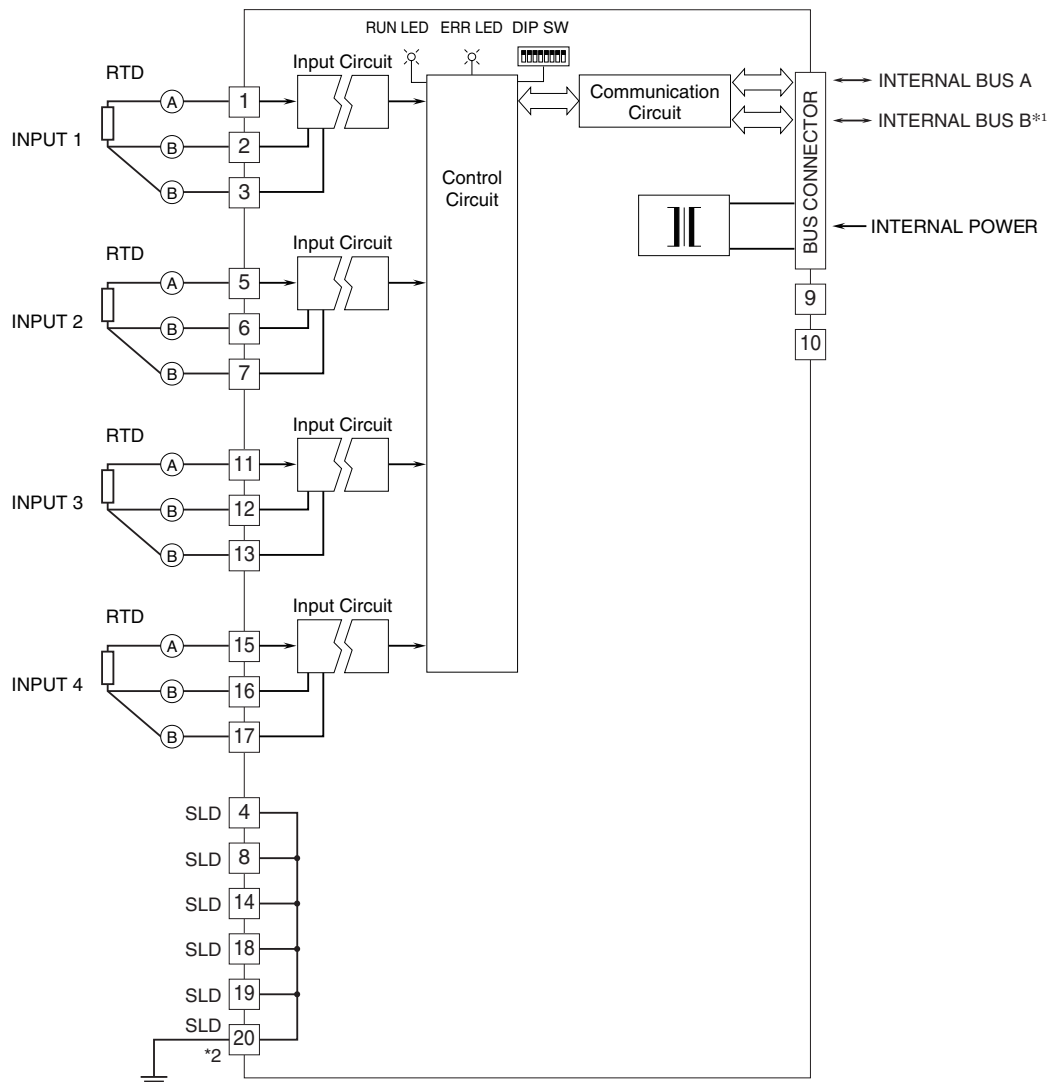 RUN LED ERR LED DIP SW
RTD
Input Circuit
INPUT 1
A 1
B 2
B 3
Control
Circuit
Communication
Circuit
BUS CONNECTOR
INTERNAL BUS A
INTERNAL BUS B*1
INTERNAL POWER
9
10
RTD
Input Circuit
INPUT 2
A 5
B 6
B 7
RTD
Input Circuit
INPUT 3
A 11
B 12
B 13
RTD
Input Circuit
INPUT 4
A 15
B 16
B 17
SLD 4
SLD 8
SLD 14
SLD 18
SLD 19
SLD 20
*2